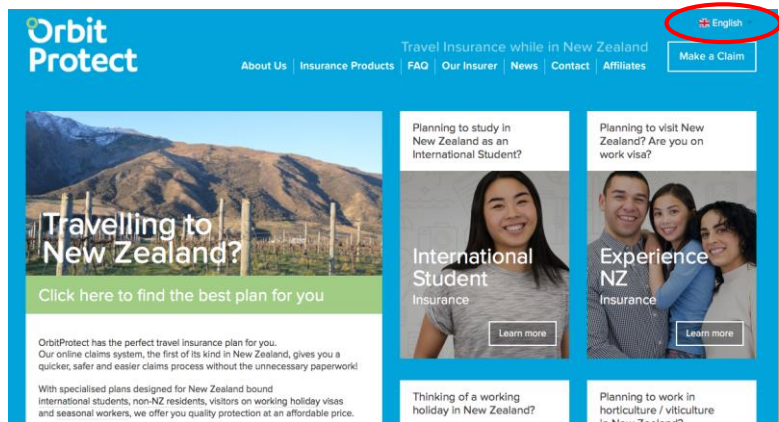 Orbit
Protect
English
Travel Insurance while in New Zealand
Make a Claim
About Us | Insurance Products | FAQ | Our Insurer | News | Contact | Affiliates
Travelling to
New Zealand?
Click here to find the best plan for you
OrbitProtect has the perfect travel insurance plan for you.
Our online claims system, the first of its kind in New Zealand, gives you a
quicker, safer and easier claims process without the unnecessary paperwork!
With specialised plans designed for New Zealand bound
international students, non-NZ residents, visitors on working holiday visas
and seasonal workers, we offer you quality protection at an affordable price.
Planning to study in
New Zealand as an
International Student?
International
Student
Insurance
Learn more
Planning to visit New
Zealand? Are you on
work visa?
Experience
NZ
Insurance
Learn more
Thinking of a working
holiday in New Zealand?
Planning to work in
horticulture / viticulture
in New Zealand?